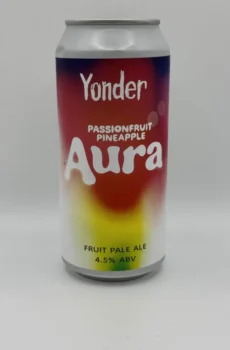 Yonder
PASSIONFRUIT
PINEAPPLE
Aura
FRUIT PALE ALE
4.5% ABV